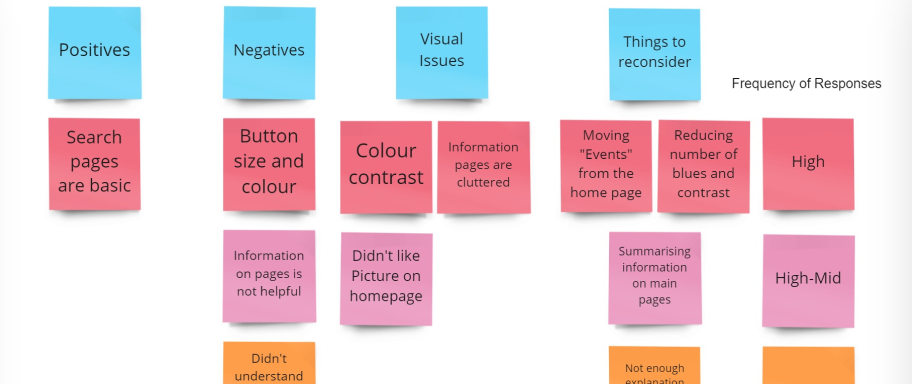 Positives
Negatives
Visual
Issues
Things to
reconsider
Frequency of Responses
Search
pages
are basic
Button
size and
colour
Colour
contrast
Information
pages are
cluttered
Moving
"Events"
from the
home page
Reducing
number of
blues and
contrast
High
Information
on pages is
not helpful
Didn't like
Picture on
homepage
Summarising
information
on main
pages
High-Mid
Didn't
understand
Not enough
explanation